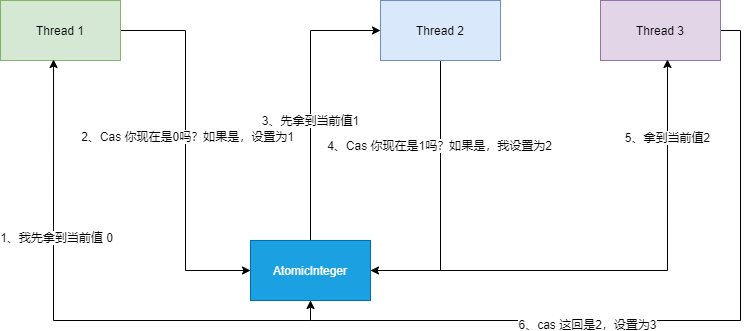 Thread 1
Thread 2
Thread 3
3、先拿到当前值1
2、Cas 你现在是0吗？如果是，设置为1
4、Cas 你现在是1吗？如果是，我设置为2
5、拿到当前值2
1、我先拿到当前值 0
AtomicInteger
6、cas 这回是2，设置为3